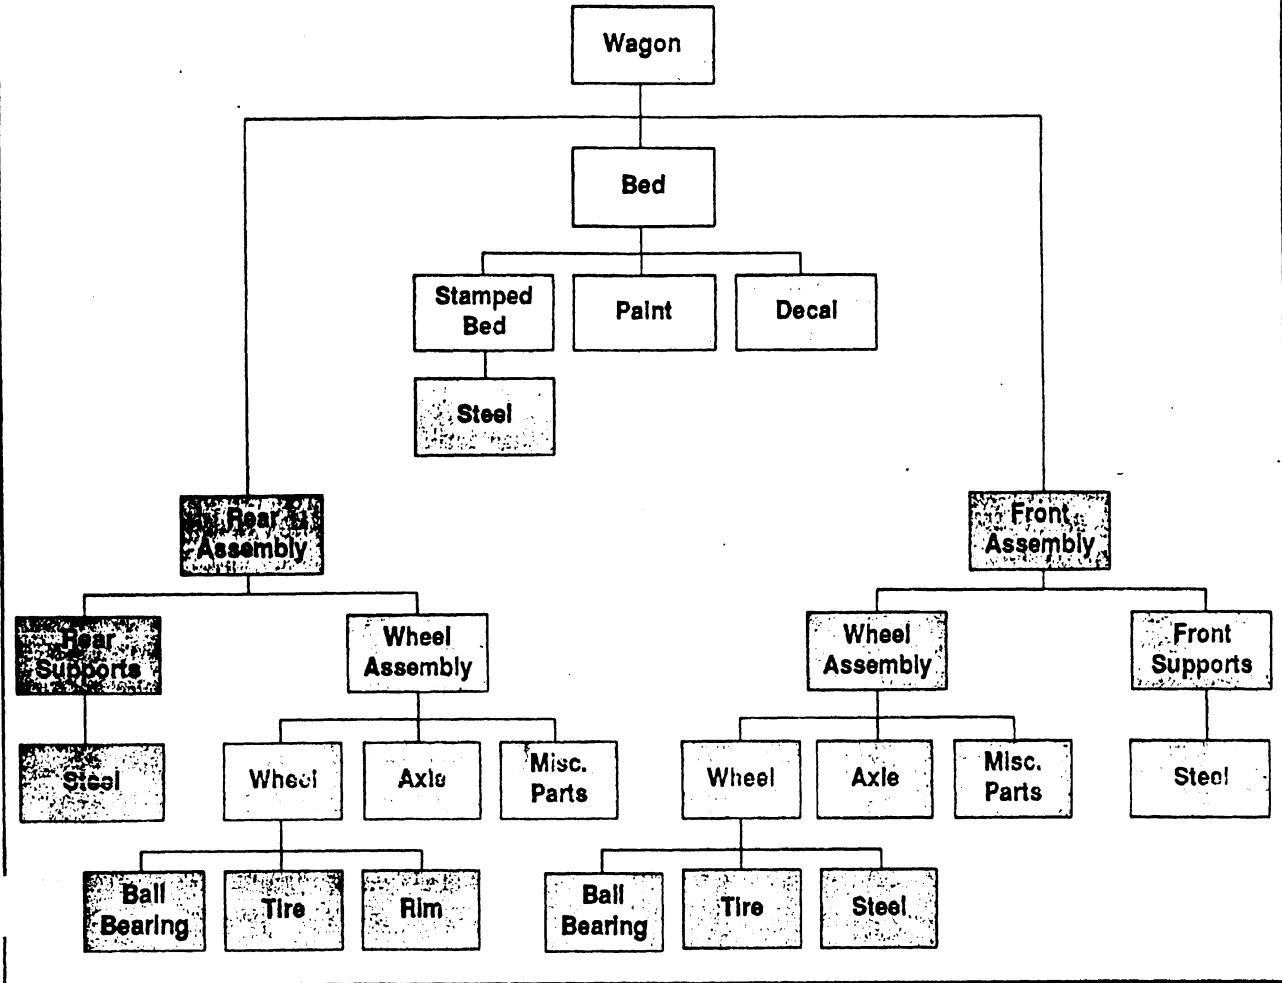 Wagon
Bed
Stamped
Bed
Paint
Decal
Steel
Rear
Assembly
Front
Assembly
Rear
Supports
Wheel
Assembly
Wheel
Assembly
Front
Supports
Steel
Wheel
Axle
Misc.
Parts
Wheel
Axle
Misc.
Parts
Steel
Ball
Bearing
Tire
Rim
Ball
Bearing
Tire
Steel